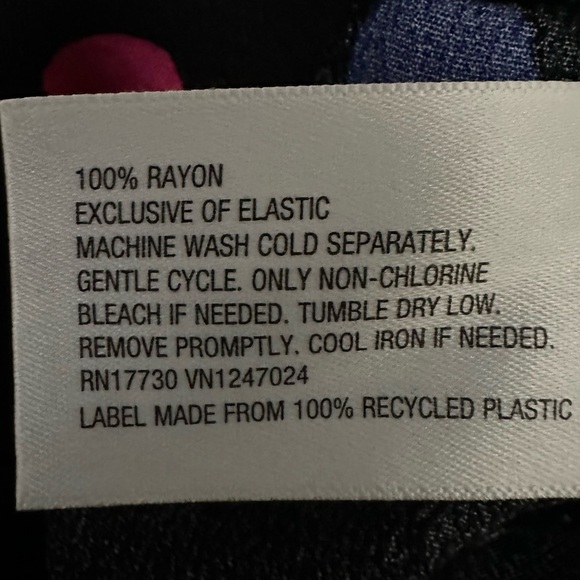 100% RAYON
EXCLUSIVE OF ELASTIC
MACHINE WASH COLD SEPARATELY.
GENTLE CYCLE. ONLY NON-CHLORINE
BLEACH IF NEEDED. TUMBLE DRY LOW.
REMOVE PROMPTLY. COOL IRON IF NEEDED.
RN17730 VN1247024
LABEL MADE FROM 100% RECYCLED PLASTIC